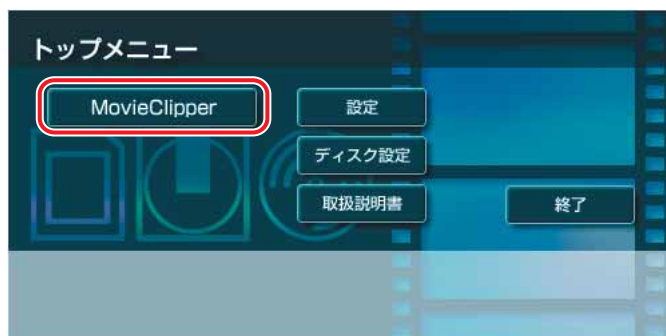 トップメニュー
MovieClipper
設定
ディスク設定
取扱説明書
終了